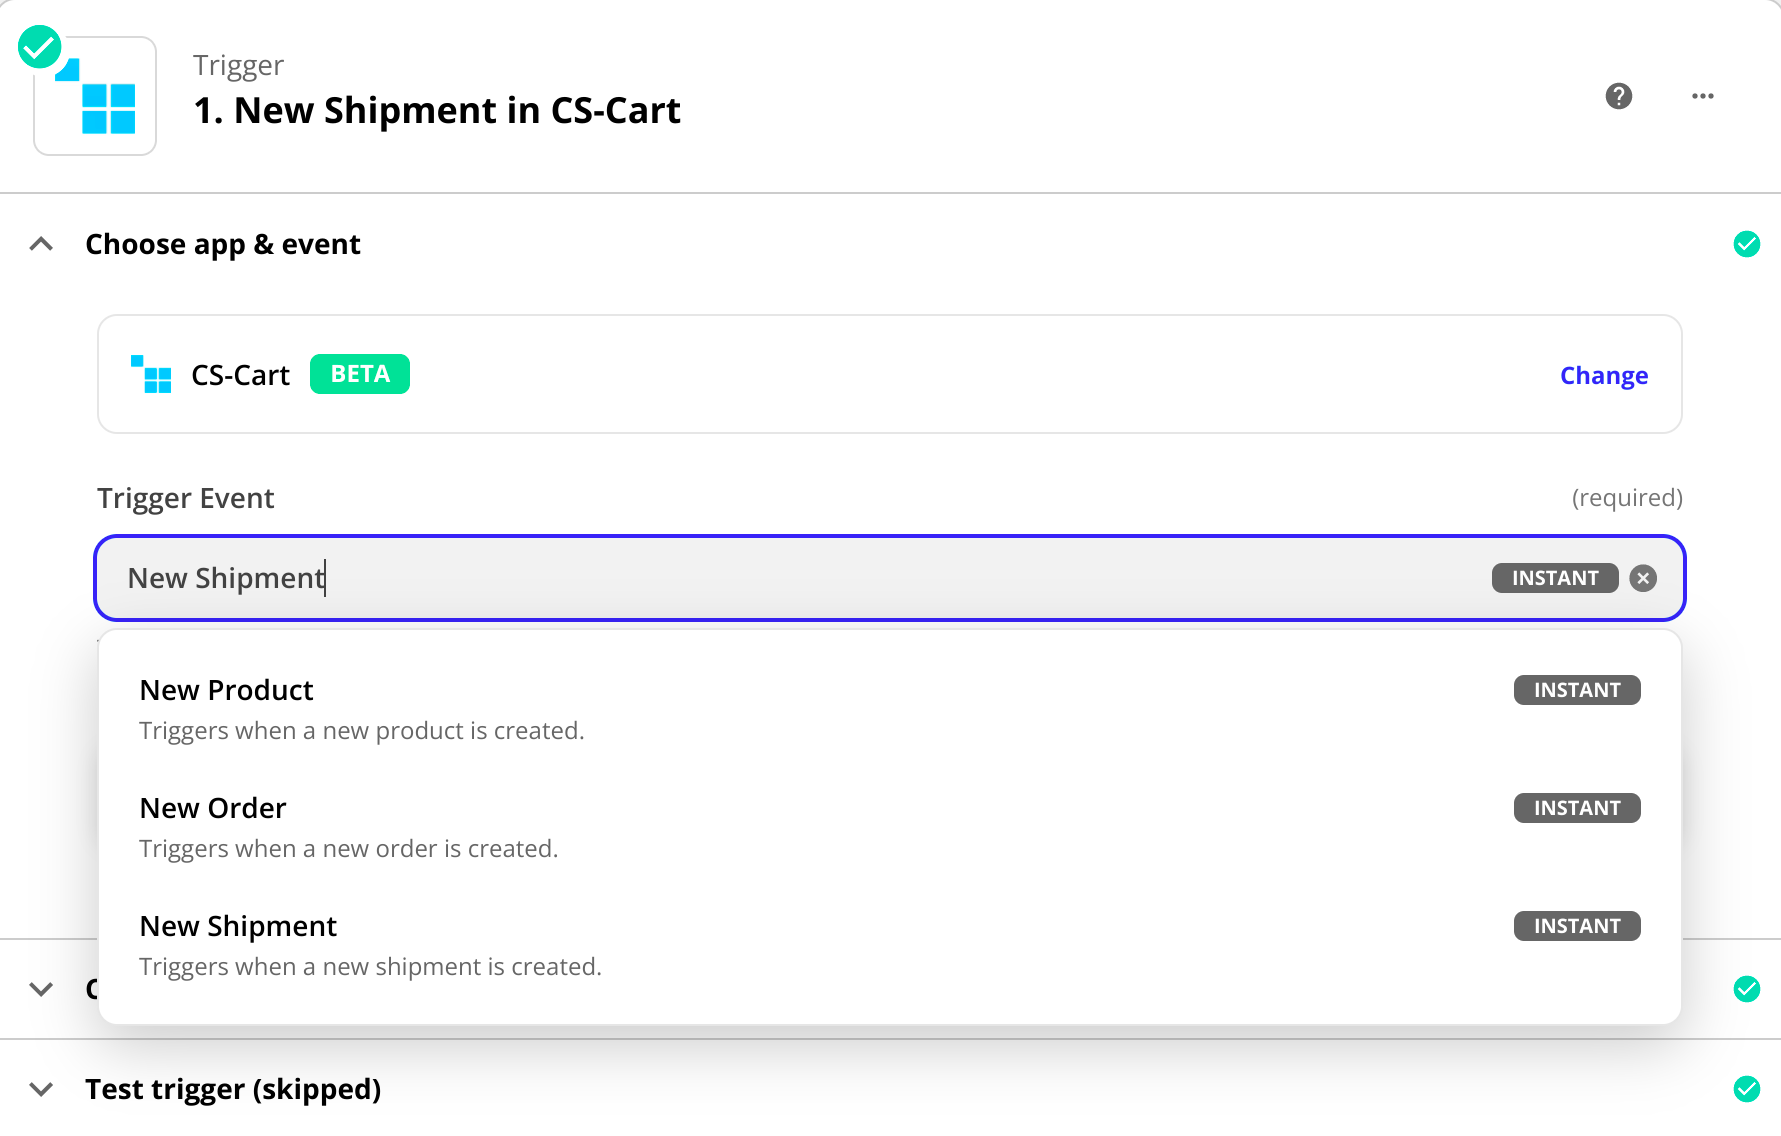 Trigger
1. New Shipment in CS-Cart
Choose app & event
CS-Cart BETA Change
Trigger Event (required)
New Shipment INSTANT
New Product INSTANT
Triggers when a new product is created.
New Order INSTANT
Triggers when a new order is created.
New Shipment INSTANT
Triggers when a new shipment is created.
Test trigger (skipped)